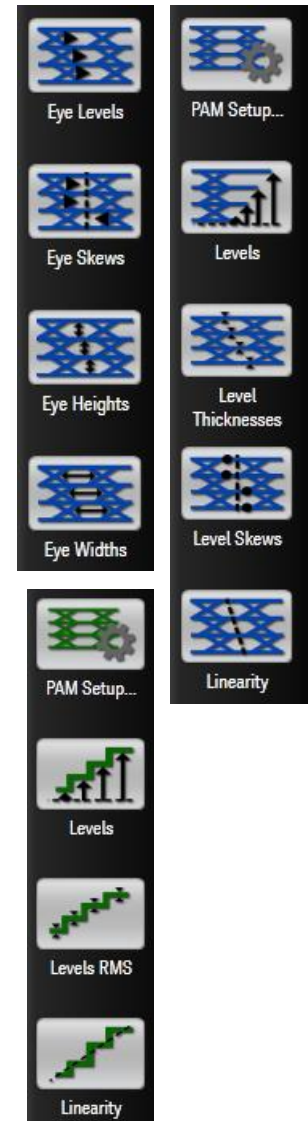 Eye Levels
Eye Skews
Eye Heights
Eye Widths
PAM Setup...
Levels
Level
Thicknesses
Level Skews
Linearity
PAM Setup...
Levels
Levels RMS
Linearity